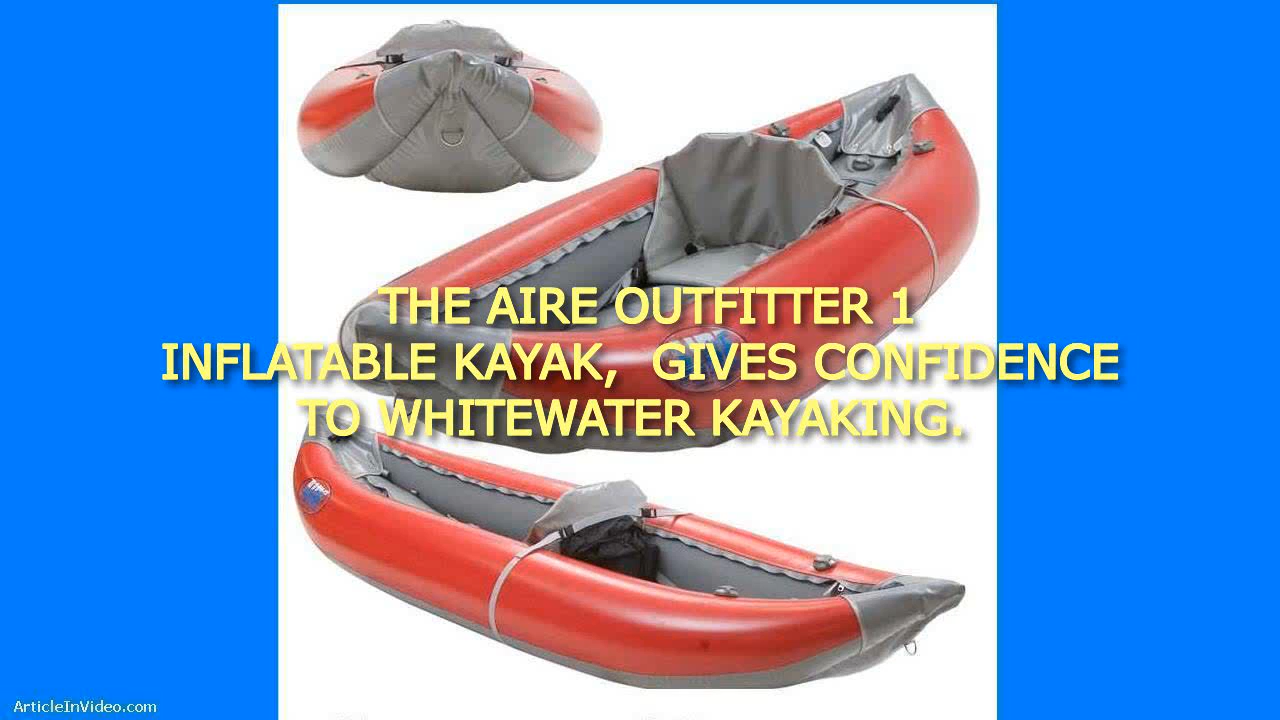 THE AIRE OUTFITTER 1
INFLATABLE KAYAK, GIVES CONFIDENCE
TO WHITEWATER KAYAKING.
ArticleInVideo.com